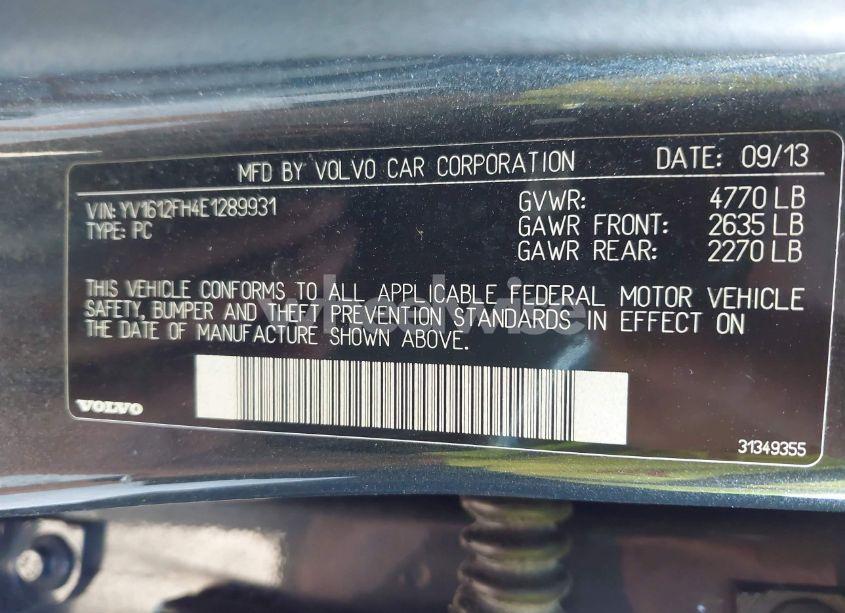 MFD BY VOLVO CAR CORPORATION DATE: 09/13
VIN: YV1612FH4E1289931 GVWR: 4770 LB
TYPE: PC GAWR FRONT: 2635 LB
GAWR REAR: 2270 LB
THIS VEHICLE CONFORMS TO ALL APPLICABLE FEDERAL MOTOR VEHICLE
SAFETY, BUMPER AND THEFT PREVENTION STANDARDS IN EFFECT ON
THE DATE OF MANUFACTURE SHOWN ABOVE.
wheelwise
VOLVO
31349355